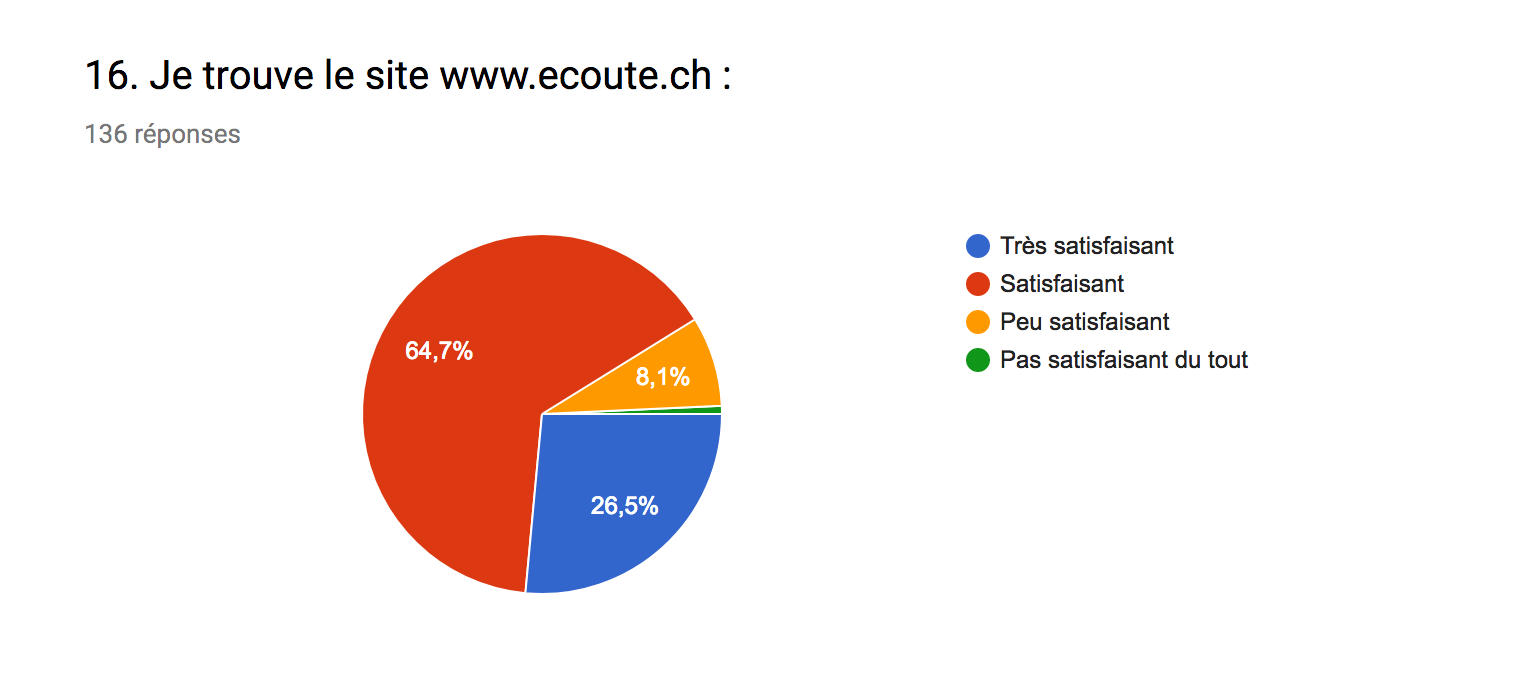 16. Je trouve le site www.ecoute.ch :
136 réponses
Très satisfaisant
Satisfaisant
Peu satisfaisant
Pas satisfaisant du tout
64,7%
8,1%
26,5%